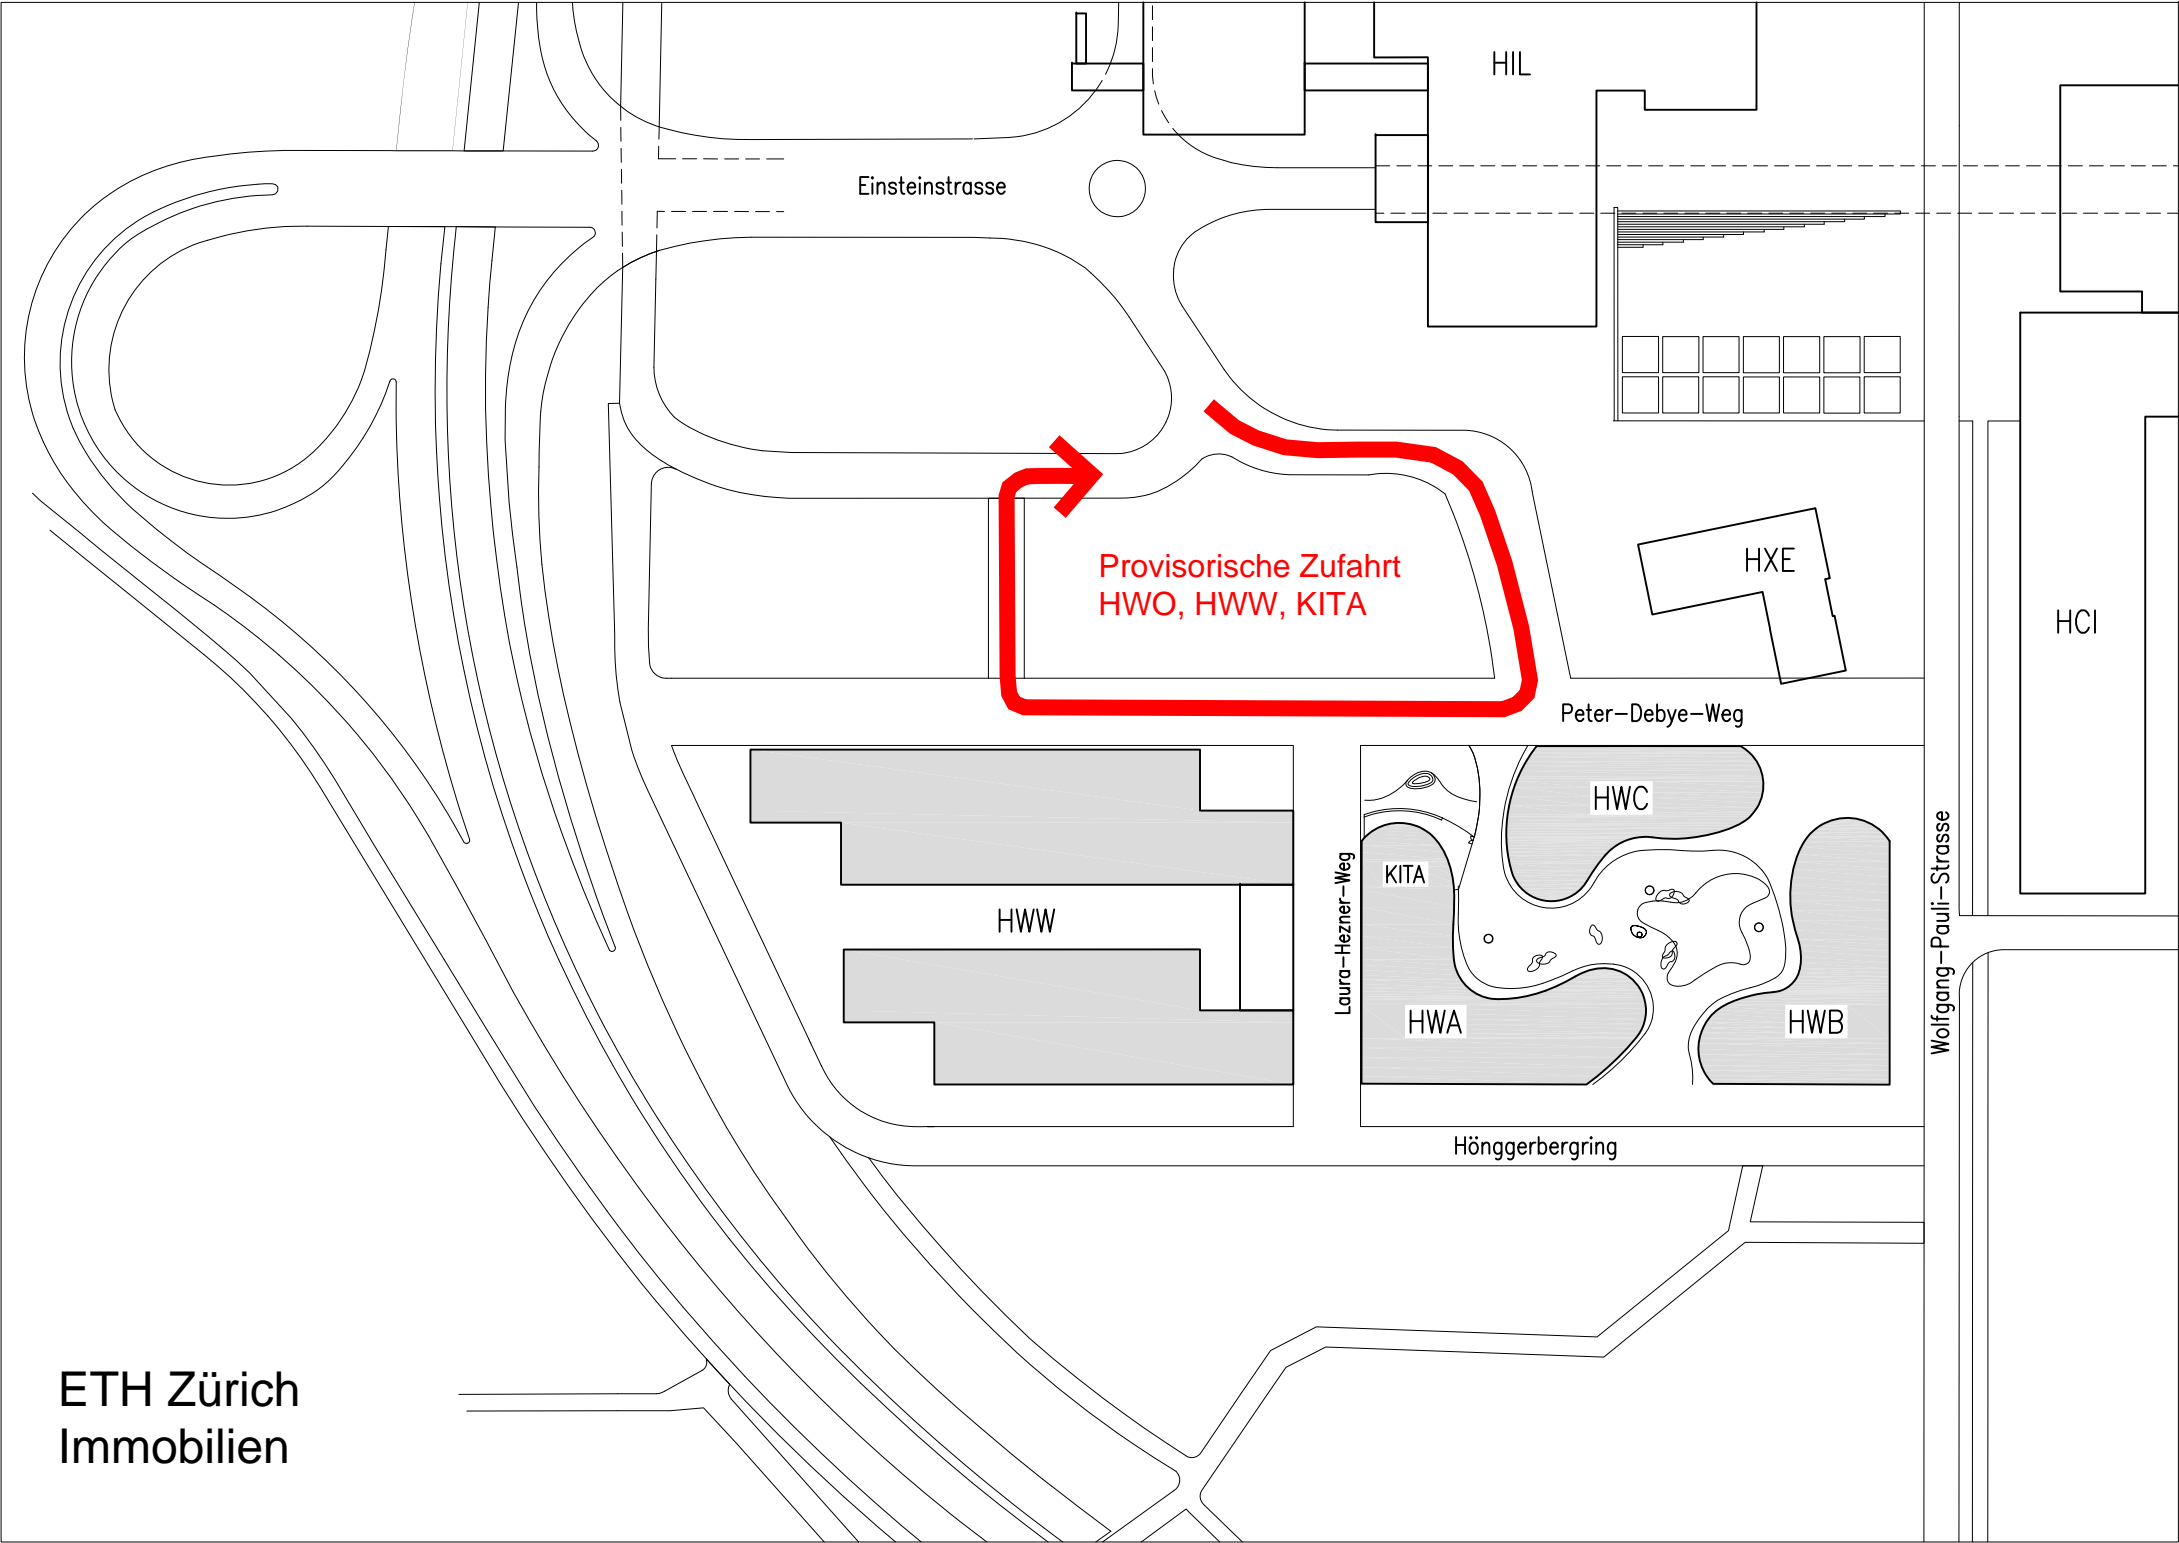 HIL
Einsteinstrasse
HXE
Provisorische Zufahrt
HWO, HWW, KITA
HCI
Peter-Debye-Weg
HWC
KITA
Laura-Hezner-Weg
Wolfgang-Pauli-Strasse
HWW
HWA
HWB
Hönggerbergring
ETH Zürich
Immobilien